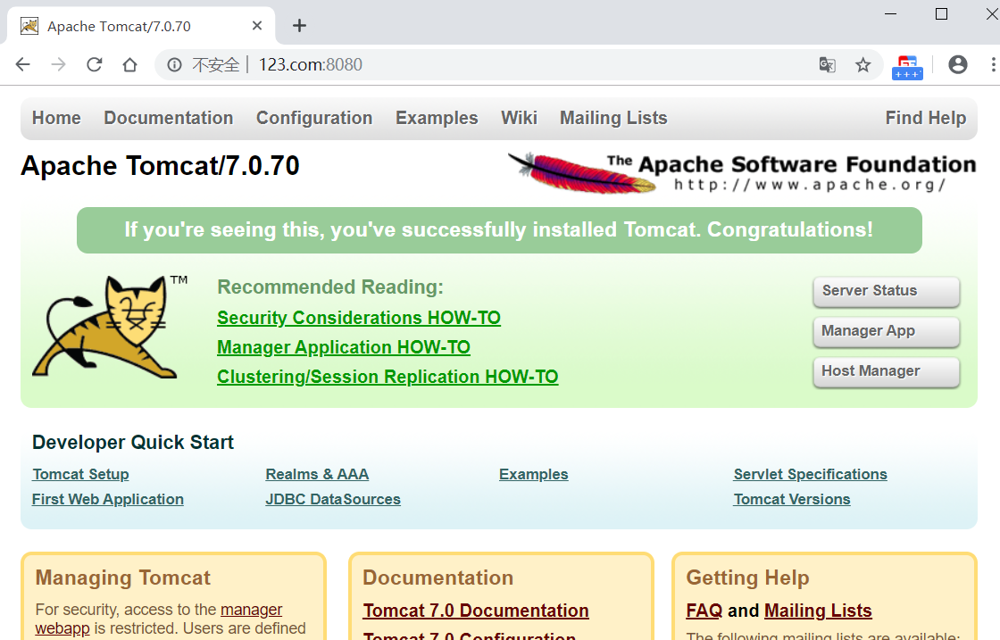 Apache Tomcat/7.0.70
不安全 | 123.com:8080
Home Documentation Configuration Examples Wiki Mailing Lists Find Help
Apache Tomcat/7.0.70
The Apache Software Foundation
http://www.apache.org/
If you're seeing this, you've successfully installed Tomcat. Congratulations!
TM
Recommended Reading:
Security Considerations HOW-TO
Manager Application HOW-TO
Clustering/Session Replication HOW-TO
Server Status
Manager App
Host Manager
Developer Quick Start
Tomcat Setup Realms & AAA Examples Servlet Specifications
First Web Application JDBC DataSources Tomcat Versions
Managing Tomcat
For security, access to the manager
webapp is restricted. Users are defined
Documentation
Tomcat 7.0 Documentation
Tomcat 7.0 Configuration
Getting Help
FAQ and Mailing Lists
The following mailing lists are available: